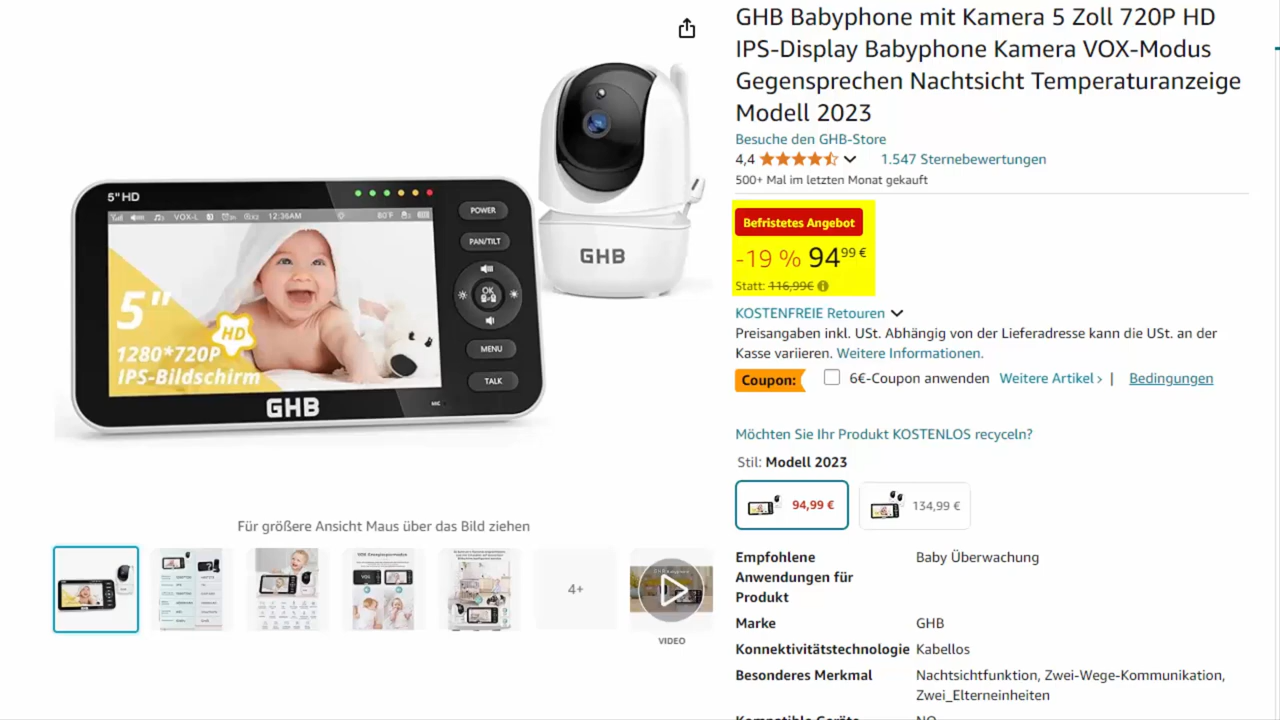 GHB Babyphone mit Kamera 5 Zoll 720P HD
IPS-Display Babyphone Kamera VOX-Modus
Gegensprechen Nachtsicht Temperaturanzeige
Modell 2023
Besuche den GHB-Store
4,4
1.547 Sternebewertungen
500+ Mal im letzten Monat gekauft
Befristetes Angebot
-19 % 94⁹⁹ €
Statt: 116,99€
KOSTENFREIE Retouren
Preisangaben inkl. USt. Abhängig von der Lieferadresse kann die USt. an der
Kasse variieren. Weitere Informationen.
Coupon: 6€-Coupon anwenden Weitere Artikel › | Bedingungen
Möchten Sie Ihr Produkt KOSTENLOS recyceln?
Stil: Modell 2023
94,99 €
134,99 €
Empfohlene Anwendungen für Produkt
Baby Überwachung
Marke GHB
Konnektivitätstechnologie Kabellos
Besonderes Merkmal Nachtsichtfunktion, Zwei-Wege-Kommunikation,
Zwei_Elterneinheiten
Kompatible Geräte NO
5" HD
VOX-L
12:36AM
80°F
5"
HD
1280*720P
IPS-Bildschirm
GHB
POWER
PAN/TILT
OK
MENU
TALK
MIC
GHB
Für größere Ansicht Maus über das Bild ziehen
4+
VIDEO